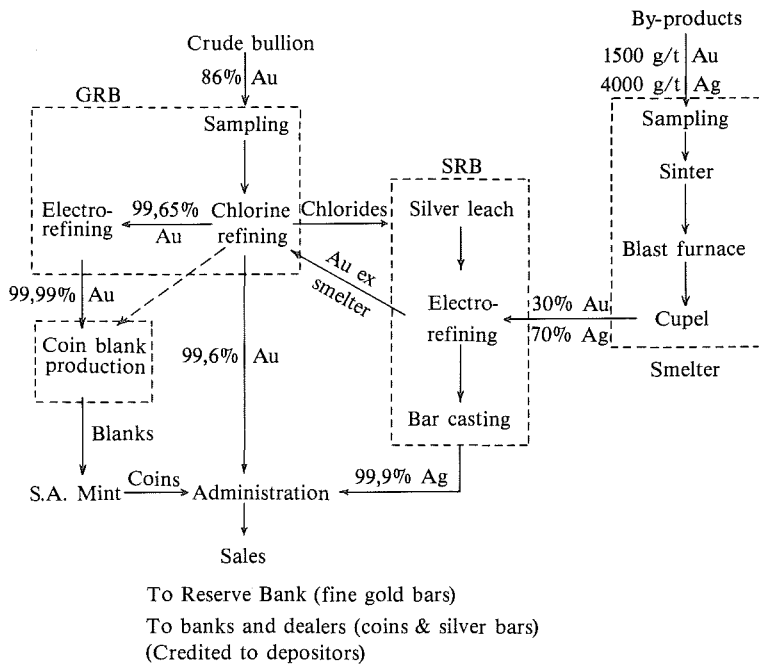 By-products
Crude bullion
1500 g/t Au
86% Au
4000 g/t Ag
GRB
Sampling
Sampling
SRB
Sinter
Electro-
refining
99,65%
Au
Chlorine
refining
Chlorides
Silver leach
Blast furnace
Au ex
smelter
99,99% Au
Electro-
refining
30% Au
70% Ag
Cupel
Coin blank
production
99,6% Au
Smelter
Bar casting
Blanks
99,9% Ag
S.A. Mint
Coins
Administration
Sales
To Reserve Bank (fine gold bars)
To banks and dealers (coins & silver bars)
(Credited to depositors)